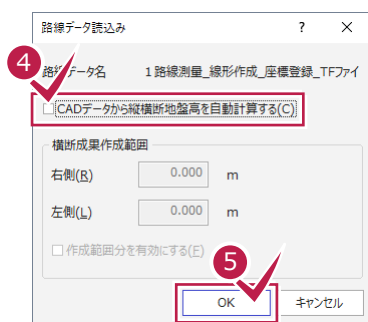 路線データ読込み ? ×
4
路線データ名 1路線測量_線形作成_座標登録_TFファイ
CADデータから縦横断地盤高を自動計算する(C)
横断成果作成範囲
右側(R) 0.000 m
左側(L) 0.000 m
作成範囲分を有効にする(F)
5
OK キャンセル